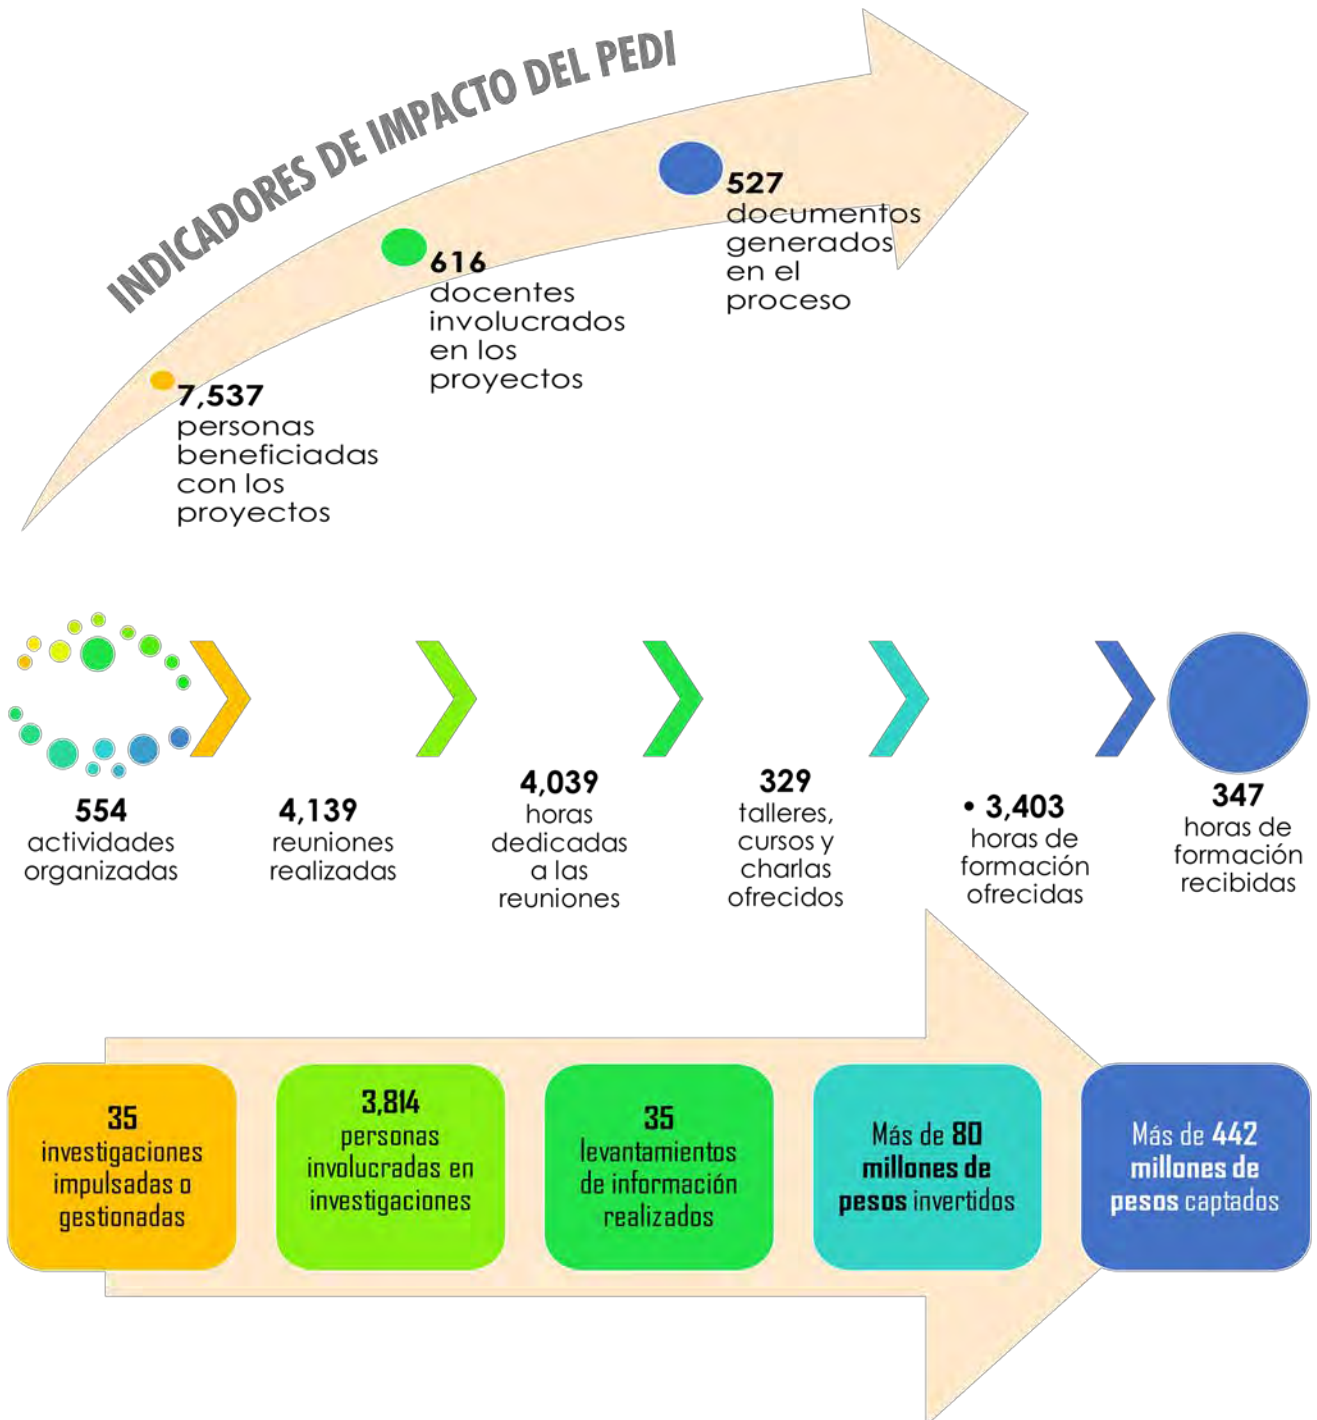 INDICADORES DE IMPACTO DEL PEDI
7,537
personas
beneficiadas
con los
proyectos
616
docentes
involucrados
en los
proyectos
527
documentos
generados
en el
proceso
554
actividades
organizadas
4,139
reuniones
realizadas
4,039
horas
dedicadas
a las
reuniones
329
talleres,
cursos y
charlas
ofrecidos
• 3,403
horas de
formación
ofrecidas
347
horas de
formación
recibidas
35
investigaciones
impulsadas o
gestionadas
3,814
personas
involucradas en
investigaciones
35
levantamientos
de información
realizados
Más de 80
millones de
pesos invertidos
Más de 442
millones de
pesos captados